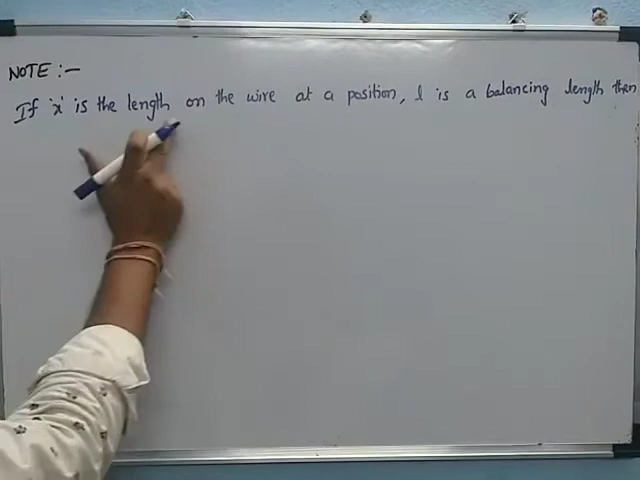 NOTE :-
If 'x' is the length on the wire at a position, l is a balancing length then